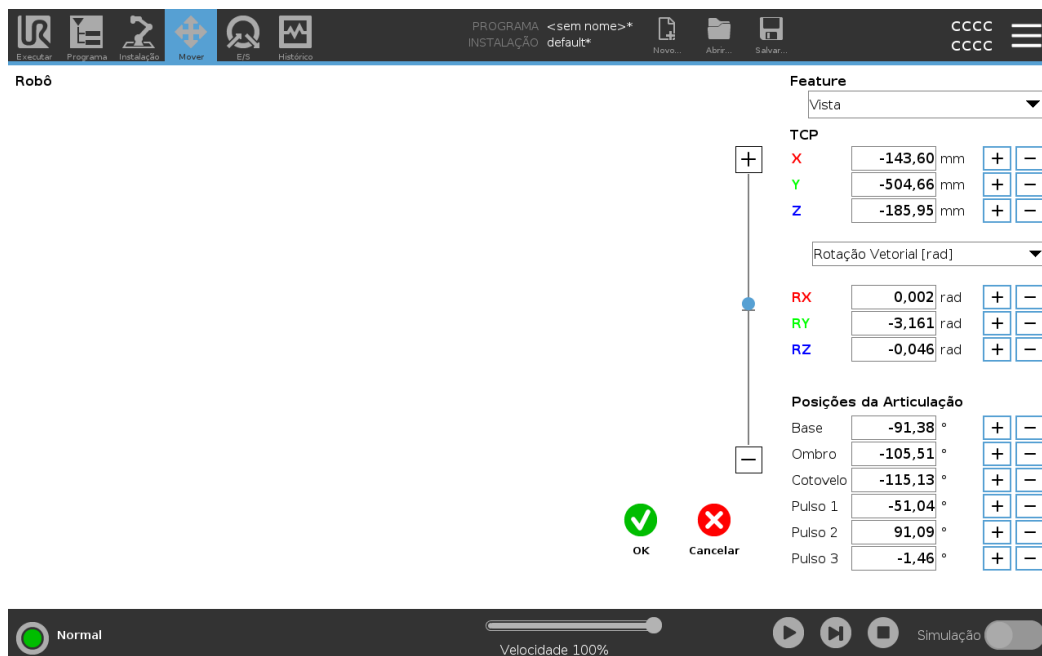 UR
Executar
Programa
Instalação
Mover
E/S
Histórico
PROGRAMA <sem nome>*
INSTALAÇÃO default*
Novo...
Abrir...
Salvar...
CCCC
CCCC
Robô
Feature
Vista
TCP
X -143,60 mm + −
Y -504,66 mm + −
Z -185,95 mm + −
Rotação Vetorial [rad]
RX 0,002 rad + −
RY -3,161 rad + −
RZ -0,046 rad + −
Posições da Articulação
Base -91,38 ° + −
Ombro -105,51 ° + −
Cotovelo -115,13 ° + −
Pulso 1 -51,04 ° + −
Pulso 2 91,09 ° + −
Pulso 3 -1,46 ° + −
+
−
OK
Cancelar
Normal
Velocidade 100%
Simulação